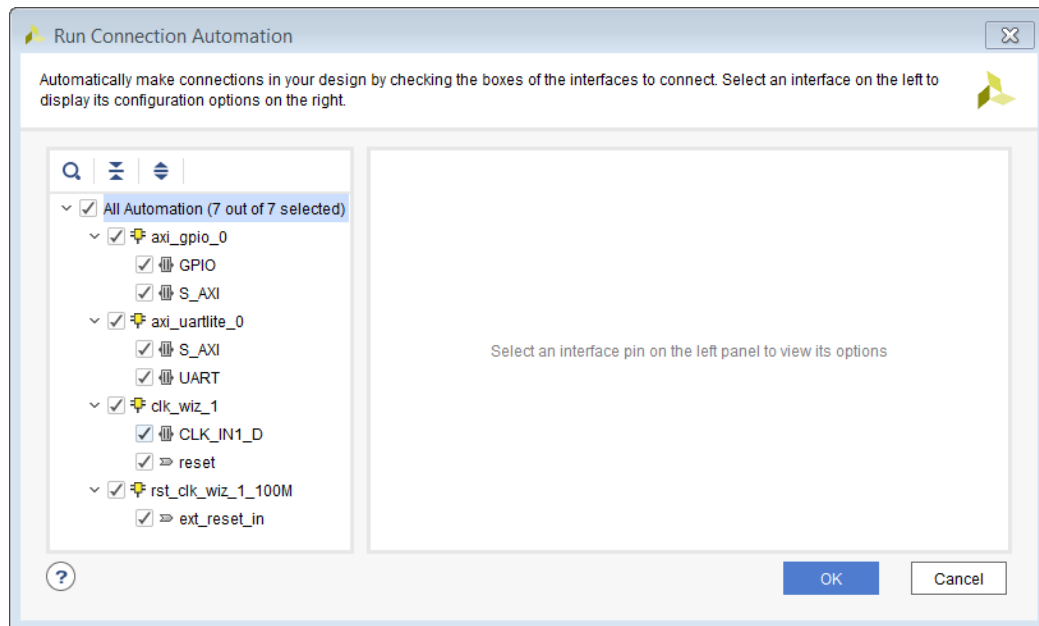 Run Connection Automation
Automatically make connections in your design by checking the boxes of the interfaces to connect. Select an interface on the left to
display its configuration options on the right.
All Automation (7 out of 7 selected)
axi_gpio_0
GPIO
S_AXI
axi_uartlite_0
S_AXI
UART
clk_wiz_1
CLK_IN1_D
reset
rst_clk_wiz_1_100M
ext_reset_in
Select an interface pin on the left panel to view its options
?
OK
Cancel